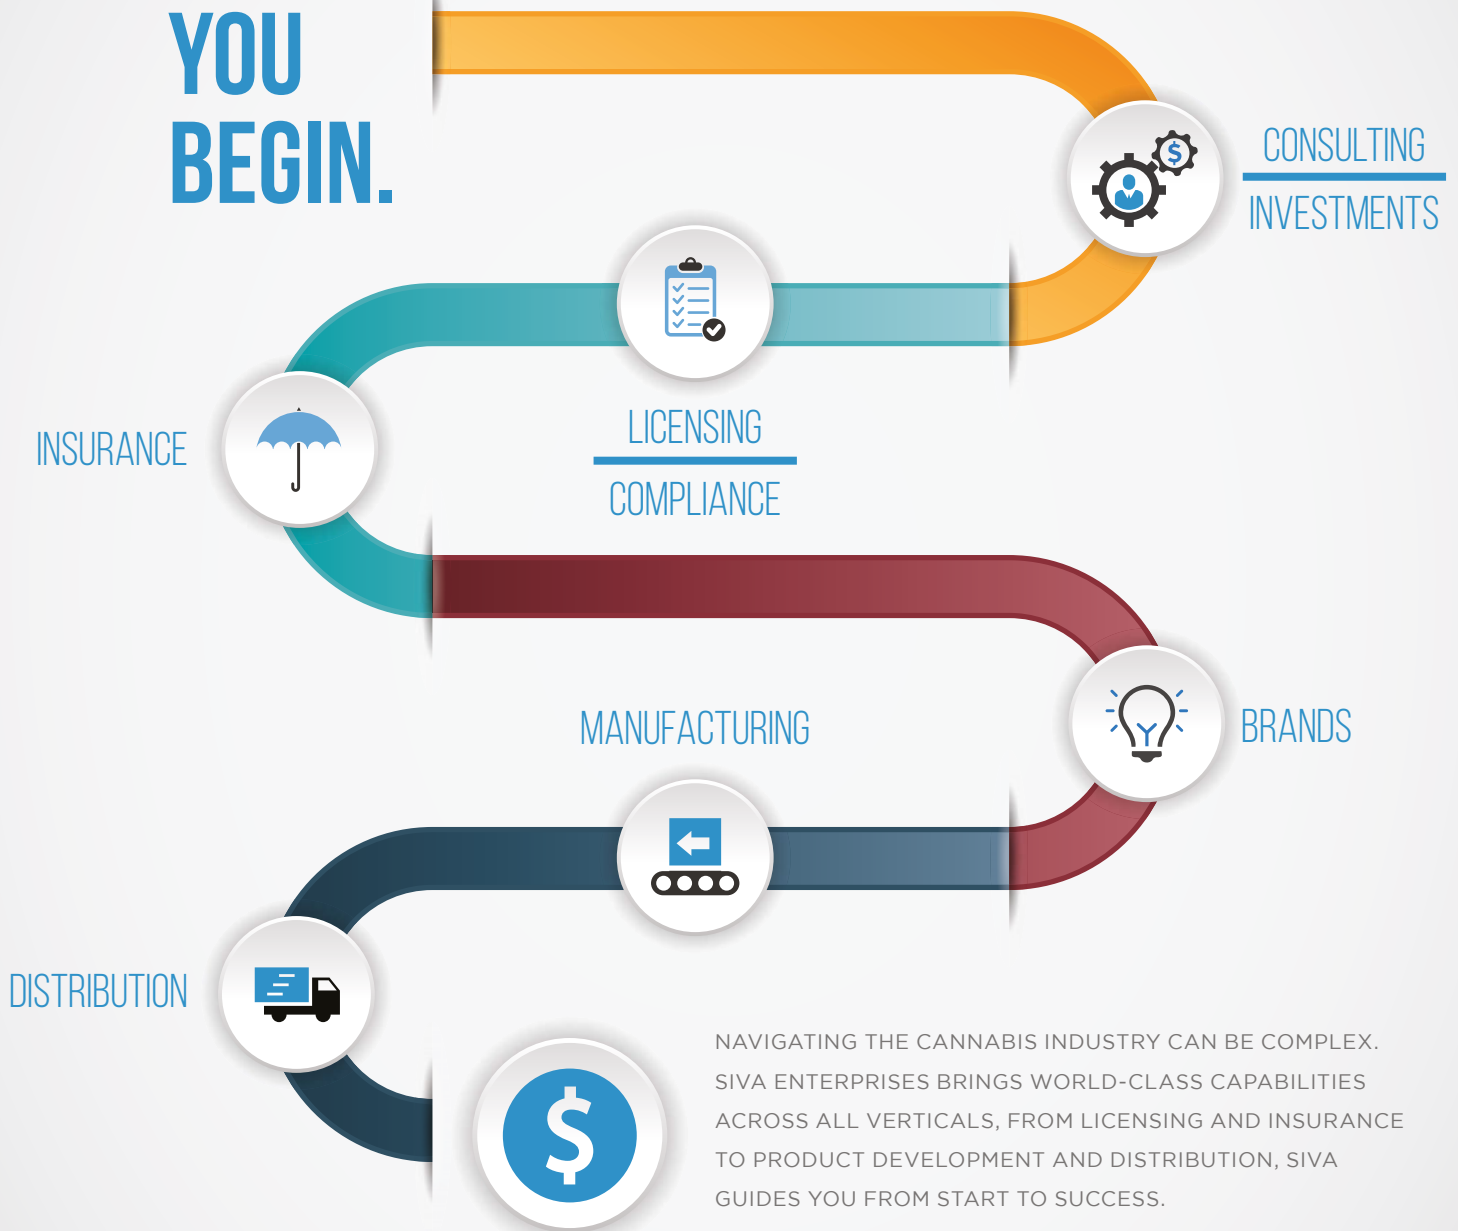 YOU
BEGIN.
CONSULTING
INVESTMENTS
LICENSING
COMPLIANCE
INSURANCE
MANUFACTURING
BRANDS
DISTRIBUTION
$
$
NAVIGATING THE CANNABIS INDUSTRY CAN BE COMPLEX.
SIVA ENTERPRISES BRINGS WORLD-CLASS CAPABILITIES
ACROSS ALL VERTICALS, FROM LICENSING AND INSURANCE
TO PRODUCT DEVELOPMENT AND DISTRIBUTION, SIVA
GUIDES YOU FROM START TO SUCCESS.